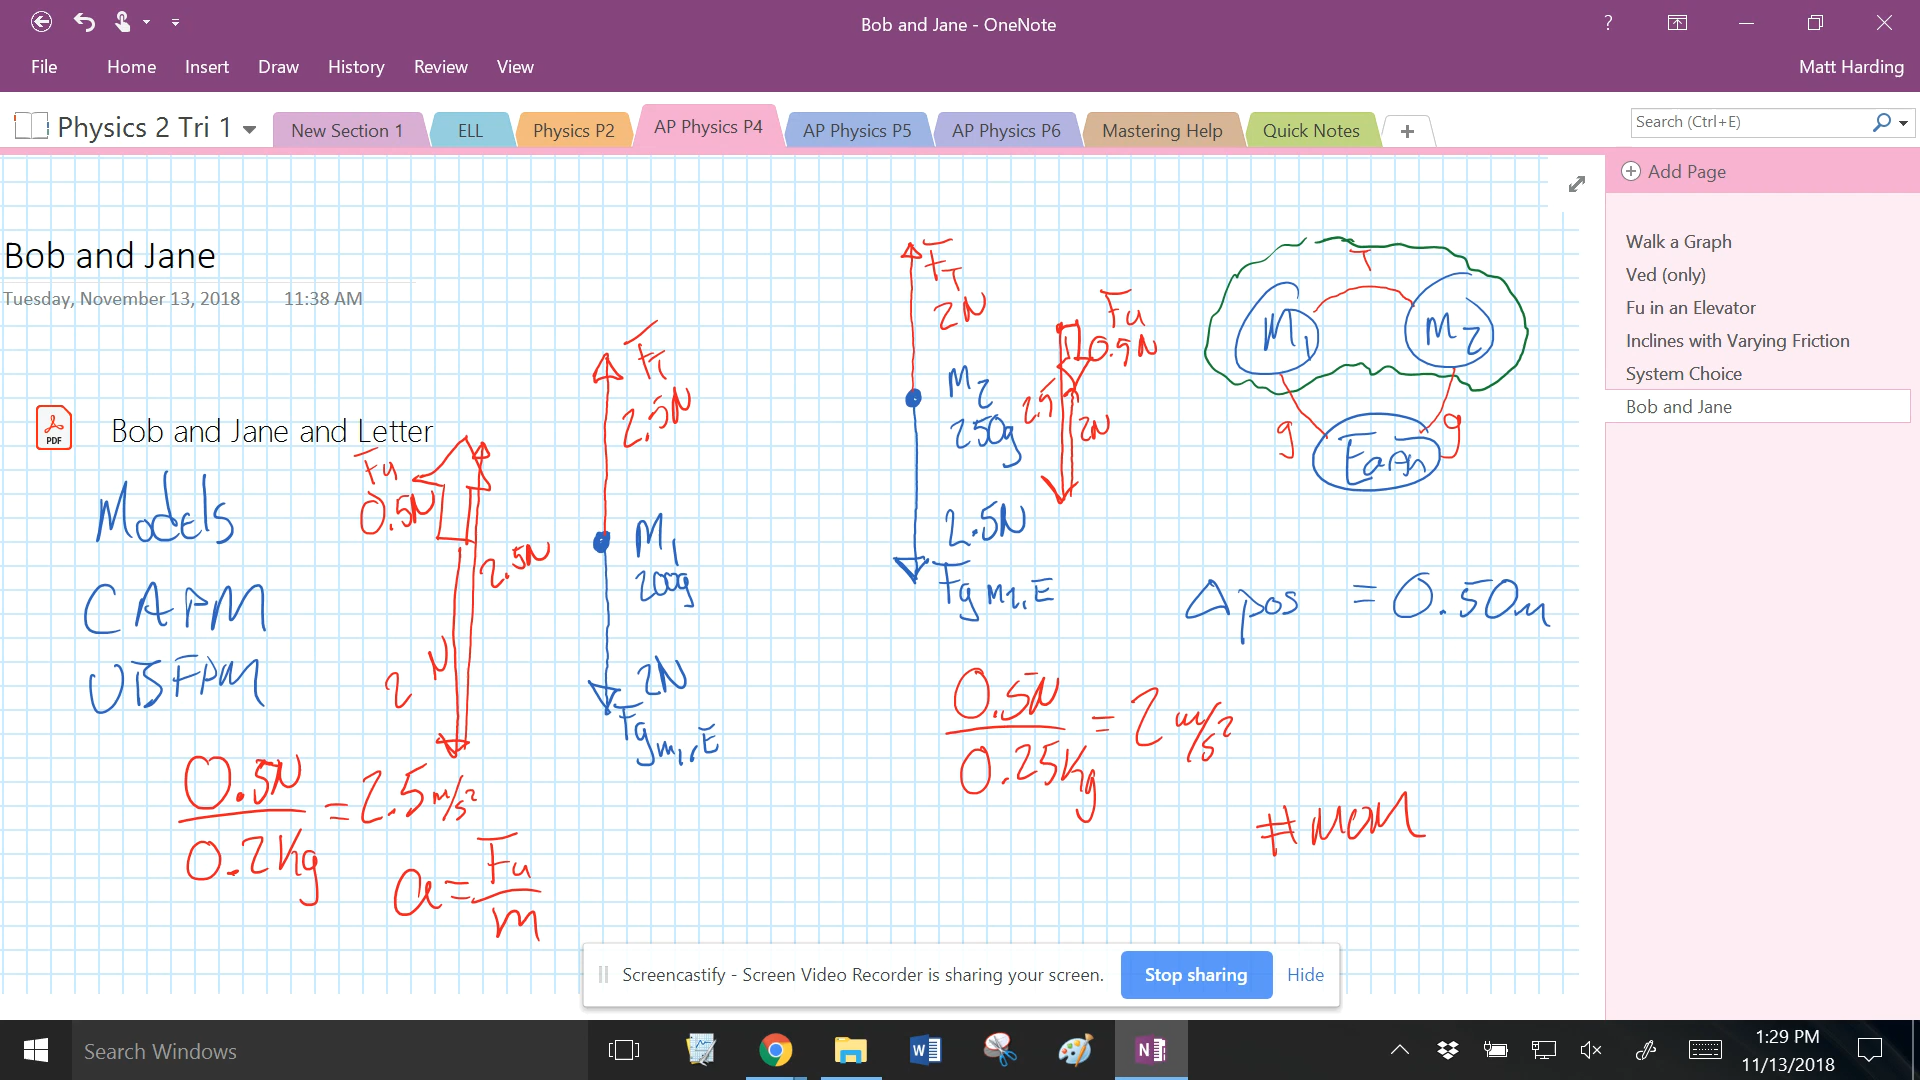 Bob and Jane - OneNote
?
File Home Insert Draw History Review View
Matt Harding
Physics 2 Tri 1
New Section 1
ELL
Physics P2
AP Physics P4
AP Physics P5
AP Physics P6
Mastering Help
Quick Notes
+
Search (Ctrl+E)
Add Page
Walk a Graph
Ved (only)
Fu in an Elevator
Inclines with Varying Friction
System Choice
Bob and Jane
Bob and Jane
Tuesday, November 13, 2018 11:38 AM
PDF
Bob and Jane and Letter
Models
CAPM
UBFPM
Fu
0.5N
2.5N
2 N
0.5N
0.2kg
= 2.5 m/s²
a = Fu
m
FT
2.5N
M1
200g
2N
Fg m1,E
FT
2N
M2
250g
2.5N
Fg M2,E
Fu
0.5N
2.5
2N
T
M1
M2
g
g
Earth
Δpos = 0.50m
0.5N
0.25kg
= 2 m/s²
#MOM
Screencastify - Screen Video Recorder is sharing your screen.
Stop sharing
Hide
Search Windows
1:29 PM
11/13/2018